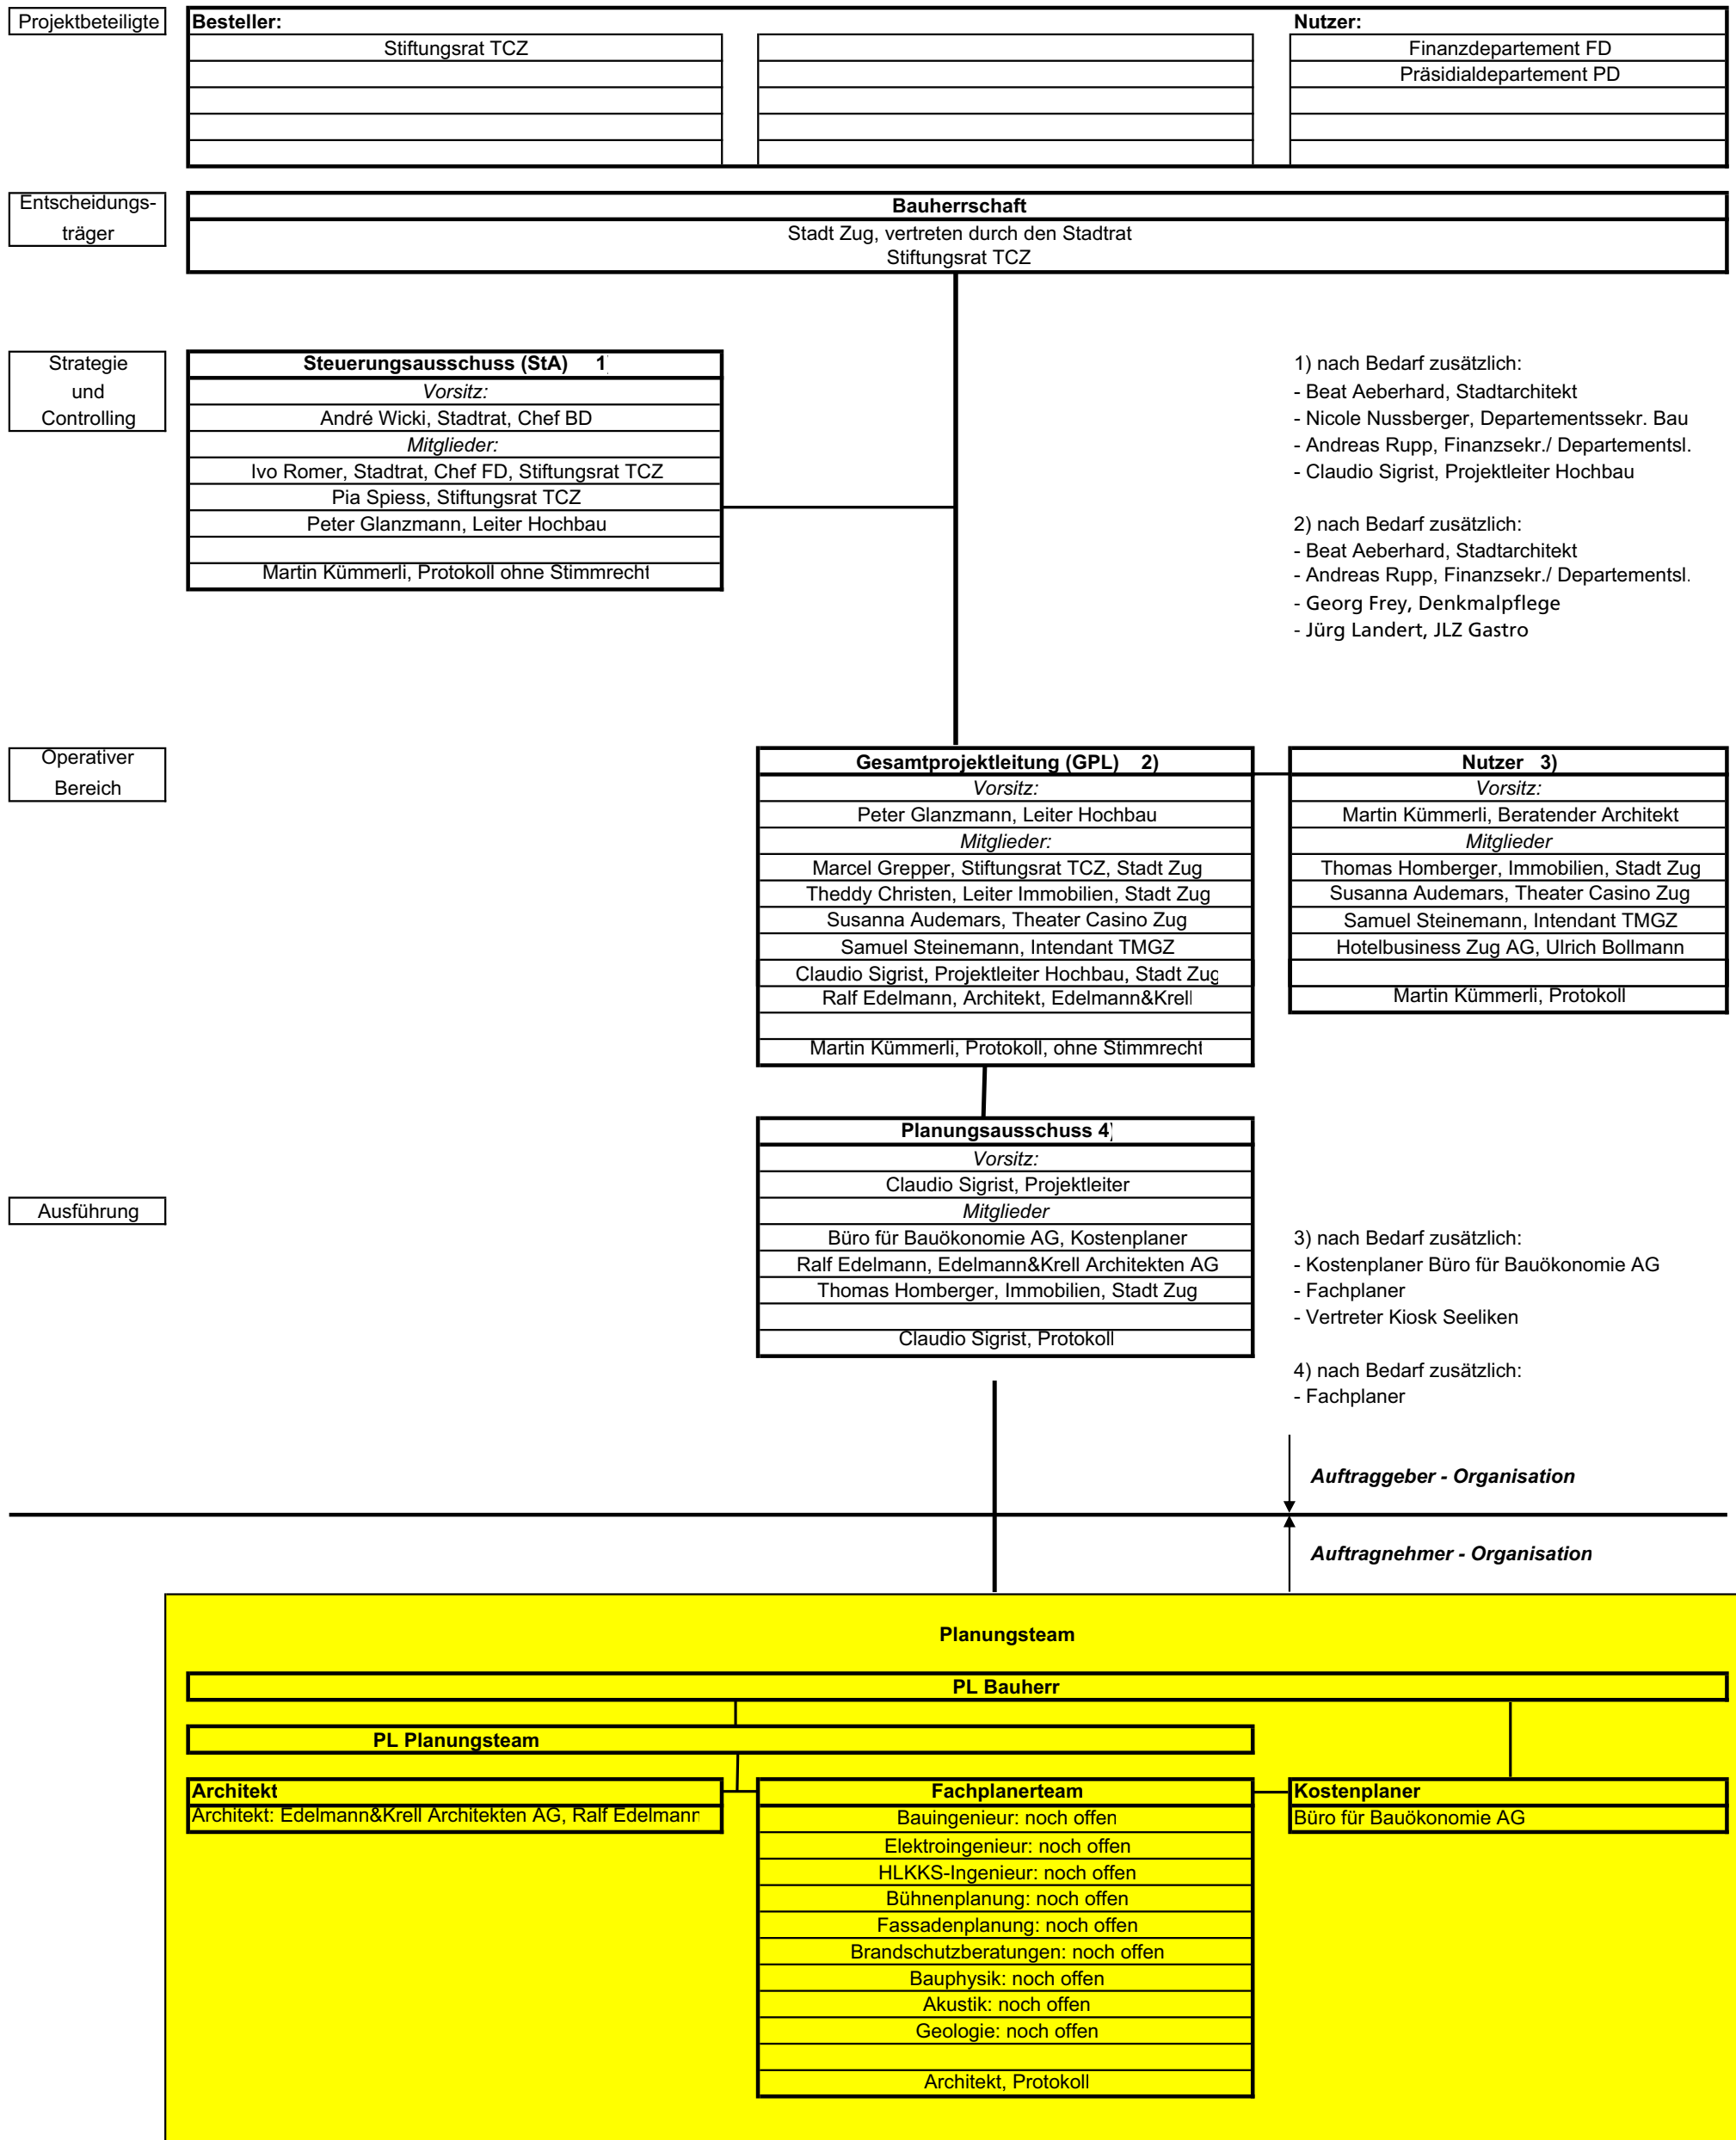 Projektbeteiligte
Besteller:
Nutzer:
Stiftungsrat TCZ
Finanzdepartement FD
Präsidialdepartement PD
Entscheidungs-
träger
Bauherrschaft
Stadt Zug, vertreten durch den Stadtrat
Stiftungsrat TCZ
Strategie
und
Controlling
Steuerungsausschuss (StA) 1)
Vorsitz:
André Wicki, Stadtrat, Chef BD
Mitglieder:
Ivo Romer, Stadtrat, Chef FD, Stiftungsrat TCZ
Pia Spiess, Stiftungsrat TCZ
Peter Glanzmann, Leiter Hochbau
Martin Kümmerli, Protokoll ohne Stimmrecht
1) nach Bedarf zusätzlich:
- Beat Aeberhard, Stadtarchitekt
- Nicole Nussberger, Departementssekr. Bau
- Andreas Rupp, Finanzsekr./ Departementsl.
- Claudio Sigrist, Projektleiter Hochbau
2) nach Bedarf zusätzlich:
- Beat Aeberhard, Stadtarchitekt
- Andreas Rupp, Finanzsekr./ Departementsl.
- Georg Frey, Denkmalpflege
- Jürg Landert, JLZ Gastro
Operativer
Bereich
Gesamtprojektleitung (GPL) 2)
Vorsitz:
Peter Glanzmann, Leiter Hochbau
Mitglieder:
Marcel Grepper, Stiftungsrat TCZ, Stadt Zug
Theddy Christen, Leiter Immobilien, Stadt Zug
Susanna Audemars, Theater Casino Zug
Samuel Steinemann, Intendant TMGZ
Claudio Sigrist, Projektleiter Hochbau, Stadt Zug
Ralf Edelmann, Architekt, Edelmann&Krell
Martin Kümmerli, Protokoll, ohne Stimmrecht
Nutzer 3)
Vorsitz:
Martin Kümmerli, Beratender Architekt
Mitglieder
Thomas Homberger, Immobilien, Stadt Zug
Susanna Audemars, Theater Casino Zug
Samuel Steinemann, Intendant TMGZ
Hotelbusiness Zug AG, Ulrich Bollmann
Martin Kümmerli, Protokoll
Planungsausschuss 4)
Vorsitz:
Claudio Sigrist, Projektleiter
Ausführung
Mitglieder
Büro für Bauökonomie AG, Kostenplaner
Ralf Edelmann, Edelmann&Krell Architekten AG
Thomas Homberger, Immobilien, Stadt Zug
Claudio Sigrist, Protokoll
3) nach Bedarf zusätzlich:
- Kostenplaner Büro für Bauökonomie AG
- Fachplaner
- Vertreter Kiosk Seeliken
4) nach Bedarf zusätzlich:
- Fachplaner
Auftraggeber - Organisation
Auftragnehmer - Organisation
Planungsteam
PL Bauherr
PL Planungsteam
Architekt
Architekt: Edelmann&Krell Architekten AG, Ralf Edelmann
Fachplanerteam
Bauingenieur: noch offen
Elektroingenieur: noch offen
HLKKS-Ingenieur: noch offen
Bühnenplanung: noch offen
Fassadenplanung: noch offen
Brandschutzberatungen: noch offen
Bauphysik: noch offen
Akustik: noch offen
Geologie: noch offen
Architekt, Protokoll
Kostenplaner
Büro für Bauökonomie AG